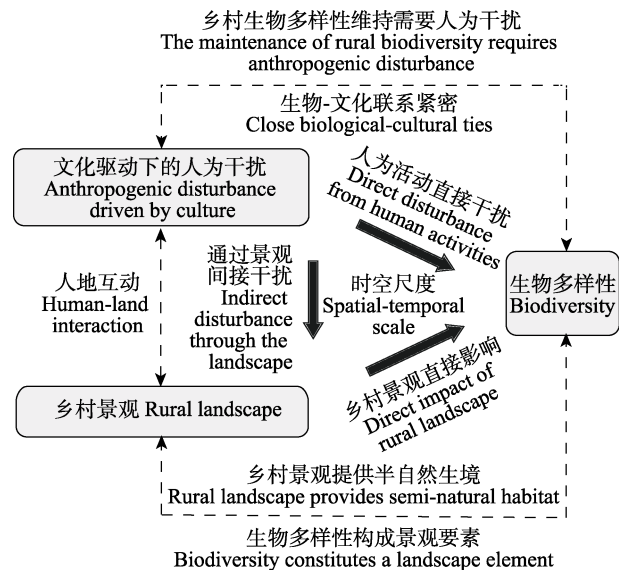 乡村生物多样性维持需要人为干扰
The maintenance of rural biodiversity requires
anthropogenic disturbance
生物-文化联系紧密
Close biological-cultural ties
文化驱动下的人为干扰
Anthropogenic disturbance
driven by culture
人为活动直接干扰
Direct disturbance
from human activities
人地互动
Human-land
interaction
通过景观
间接干扰
Indirect
disturbance
through the
landscape
时空尺度
Spatial-temporal
scale
生物多样性
Biodiversity
乡村景观 Rural landscape
乡村景观直接影响
Direct impact of
rural landscape
乡村景观提供半自然生境
Rural landscape provides semi-natural habitat
生物多样性构成景观要素
Biodiversity constitutes a landscape element